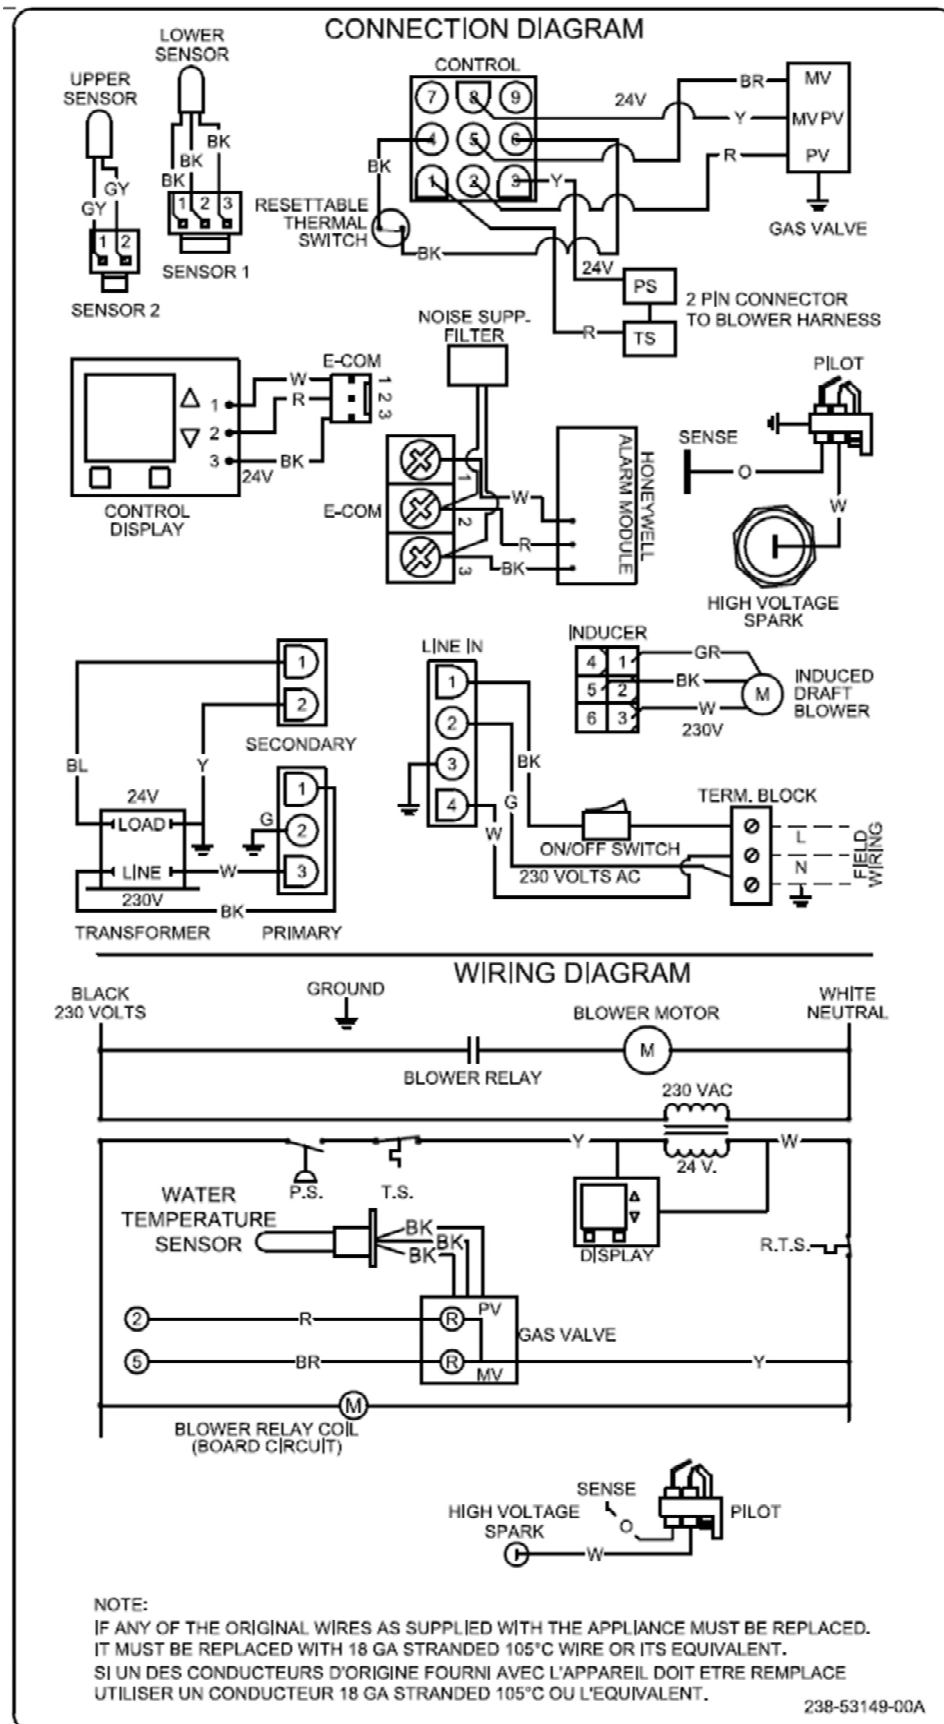 CONNECTION DIAGRAM
LOWER
SENSOR
UPPER
SENSOR
BK
BK
BK
GY
GY
1 2 3
1 2
SENSOR 1
SENSOR 2
CONTROL
7 8 9
4 5 6
1 2 3
BK
RESETTABLE
THERMAL
SWITCH
BK
Y
24V
BR
Y
R
MV
MV PV
PV
GAS VALVE
24V
PS
TS
R
2 PIN CONNECTOR
TO BLOWER HARNESS
NOISE SUPP.
FILTER
E-COM
W
R
BK
1
2
3
1
2
3
24V
CONTROL
DISPLAY
E-COM
1
2
3
W
R
BK
HONEYWELL
ALARM MODULE
PILOT
SENSE
O
W
HIGH VOLTAGE
SPARK
1
2
SECONDARY
BL
Y
24V
LOAD
LINE
230V
TRANSFORMER
G
W
BK
1
2
3
PRIMARY
LINE IN
1
2
3
4
BK
G
W
ON/OFF SWITCH
230 VOLTS AC
INDUCER
4 1
5 2
6 3
GR
BK
W
230V
M
INDUCED
DRAFT
BLOWER
TERM. BLOCK
L
N
FIELD
WIRING
WIRING DIAGRAM
BLACK
230 VOLTS
GROUND
BLOWER MOTOR
WHITE
NEUTRAL
M
BLOWER RELAY
230 VAC
Y
W
24 V.
P.S.
T.S.
WATER
TEMPERATURE
SENSOR
BK
BK
BK
DISPLAY
R.T.S.
2
R
R
PV
GAS VALVE
5
BR
R
MV
Y
M
BLOWER RELAY COIL
(BOARD CIRCUIT)
SENSE
HIGH VOLTAGE
SPARK
O
W
PILOT
NOTE:
IF ANY OF THE ORIGINAL WIRES AS SUPPLIED WITH THE APPLIANCE MUST BE REPLACED.
IT MUST BE REPLACED WITH 18 GA STRANDED 105°C WIRE OR ITS EQUIVALENT.
SI UN DES CONDUCTEURS D'ORIGINE FOURNI AVEC L'APPAREIL DOIT ETRE REMPLACE
UTILISER UN CONDUCTEUR 18 GA STRANDED 105°C OU L'EQUIVALENT.
238-53149-00A